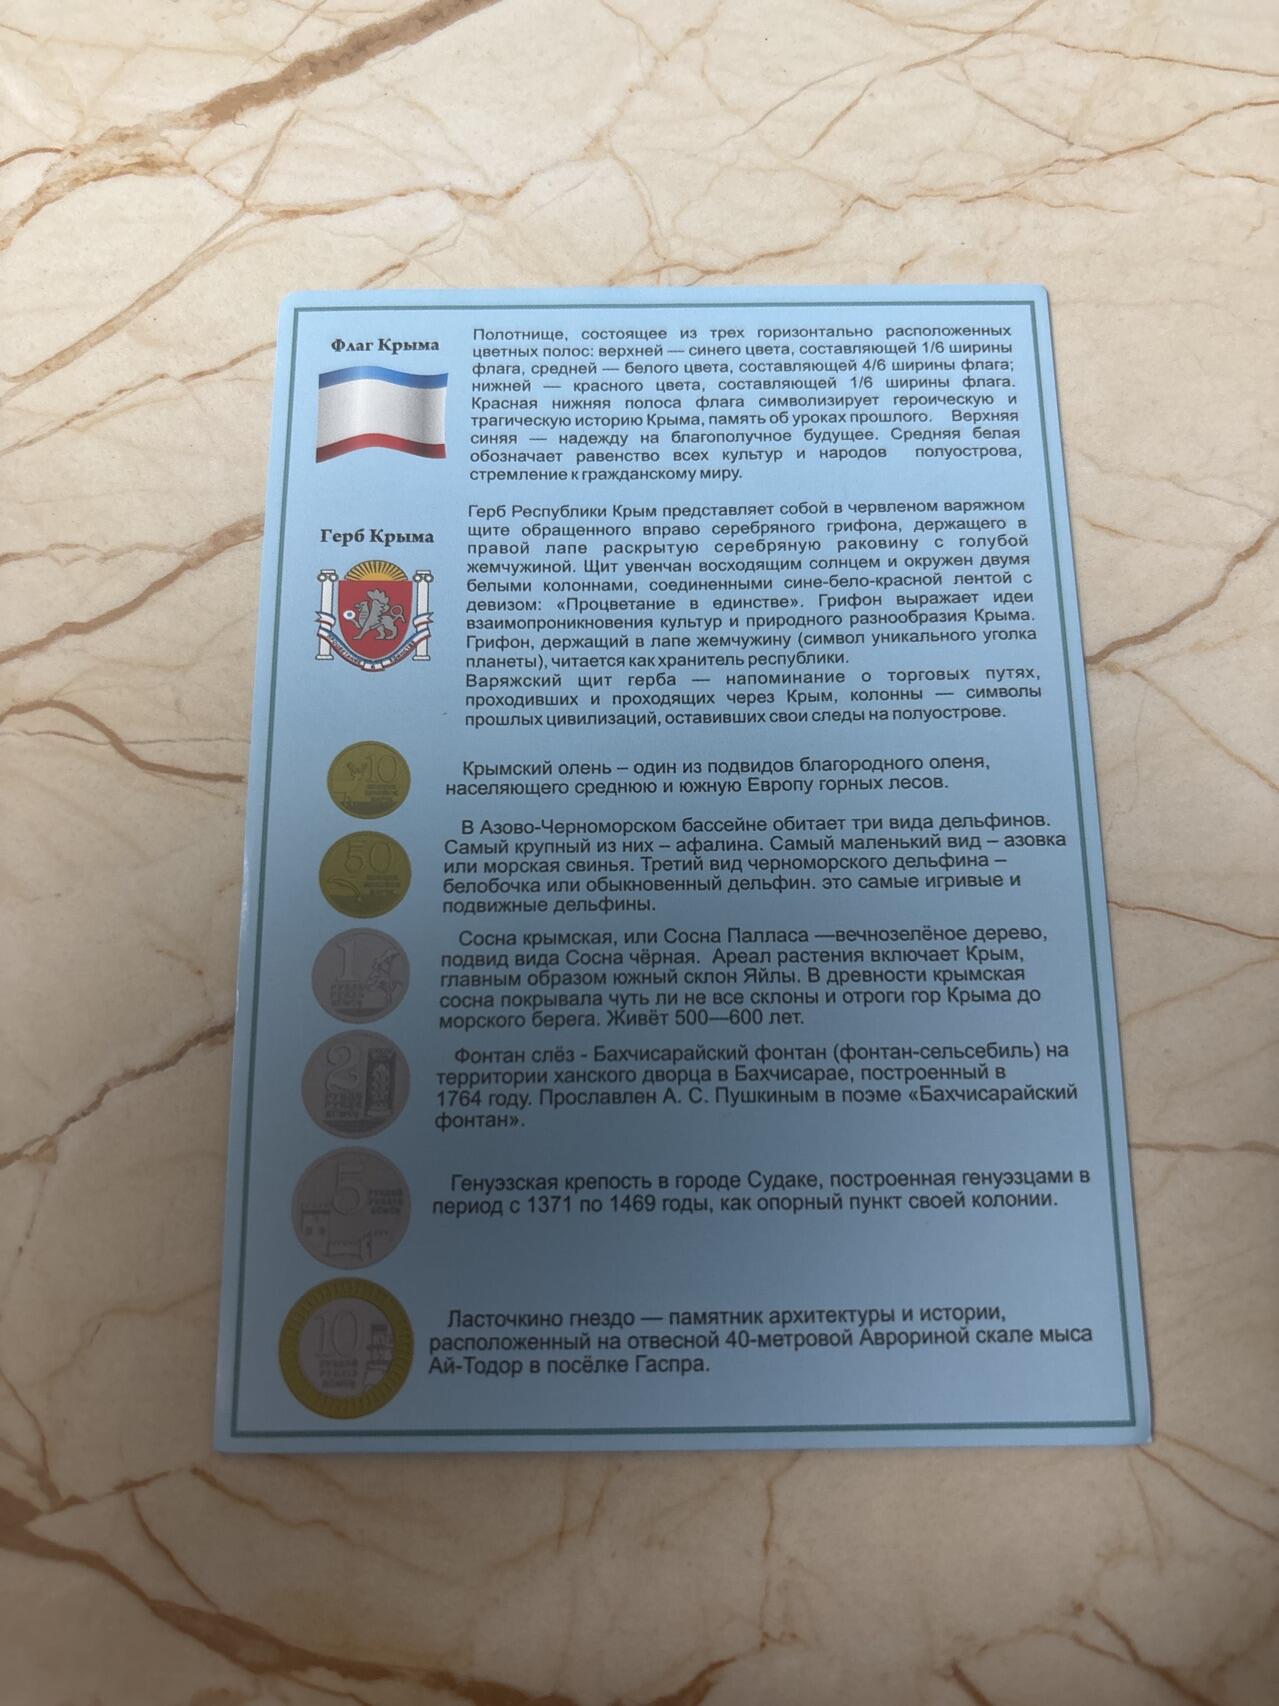 Флаг Крыма
Полотнище, состоящее из трех горизонтально расположенных
цветных полос: верхней — синего цвета, составляющей 1/6 ширины
флага, средней — белого цвета, составляющей 4/6 ширины флага;
нижней — красного цвета, составляющей 1/6 ширины флага.
Красная нижняя полоса флага символизирует героическую и
трагическую историю Крыма, память об уроках прошлого. Верхняя
синяя — надежду на благополучное будущее. Средняя белая
обозначает равенство всех культур и народов полуострова,
стремление к гражданскому миру.
Герб Крыма
Герб Республики Крым представляет собой в червленом варяжном
щите обращенного вправо серебряного грифона, держащего в
правой лапе раскрытую серебряную раковину с голубой
жемчужиной. Щит увенчан восходящим солнцем и окружен двумя
белыми колоннами, соединенными сине-бело-красной лентой с
девизом: «Процветание в единстве». Грифон выражает идеи
взаимопроникновения культур и природного разнообразия Крыма.
Грифон, держащий в лапе жемчужину (символ уникального уголка
планеты), читается как хранитель республики.
Варяжский щит герба — напоминание о торговых путях,
проходивших и проходящих через Крым, колонны — символы
прошлых цивилизаций, оставивших свои следы на полуострове.
10
Крымский олень – один из подвидов благородного оленя,
населяющего среднюю и южную Европу горных лесов.
50
В Азово-Черноморском бассейне обитает три вида дельфинов.
Самый крупный из них – афалина. Самый маленький вид – азовка
или морская свинья. Третий вид черноморского дельфина –
белобочка или обыкновенный дельфин. это самые игривые и
подвижные дельфины.
1
Сосна крымская, или Сосна Палласа —вечнозелёное дерево,
подвид вида Сосна чёрная. Ареал растения включает Крым,
главным образом южный склон Яйлы. В древности крымская
сосна покрывала чуть ли не все склоны и отроги гор Крыма до
морского берега. Живёт 500—600 лет.
2
Фонтан слёз - Бахчисарайский фонтан (фонтан-сельсебиль) на
территории ханского дворца в Бахчисарае, построенный в
1764 году. Прославлен А. С. Пушкиным в поэме «Бахчисарайский
фонтан».
5
Генуэзская крепость в городе Судаке, построенная генуэзцами в
период с 1371 по 1469 годы, как опорный пункт своей колонии.
10
Ласточкино гнездо — памятник архитектуры и истории,
расположенный на отвесной 40-метровой Аврориной скале мыса
Ай-Тодор в посёлке Гаспра.